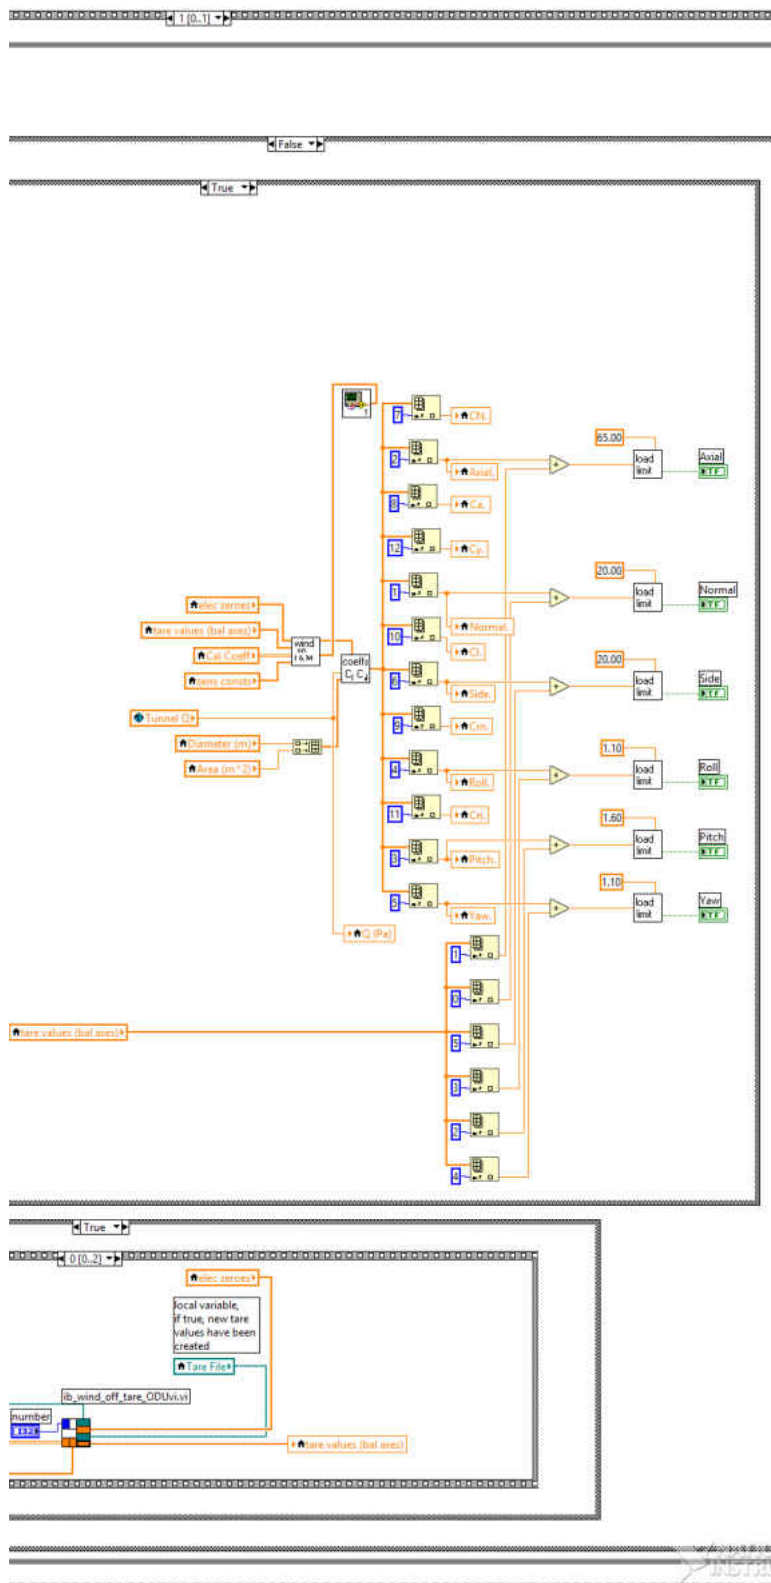 1 [0..1]
False
True
7
CN.
65.00
Axial
2
load
limit
TF
Axial.
8
Ca.
12
Cy.
20.00
1
Normal
load
limit
TF
elec zeroes
Normal.
tare values (bal axes)
10
Cl.
wind
on
Cal Coeff
coeffs
20.00
6
Side
sens consts
load
limit
TF
Side.
Tunnel Q
9
Cm.
Diameter (m)
1.10
4
Roll
Area (m^2)
load
limit
TF
Roll.
11
Cn.
1.60
3
Pitch
Pitch.
load
limit
TF
1.10
5
Yaw
Yaw.
load
limit
TF
Q (Pa)
1
0
tare values (bal axes)
5
3
2
4
True
0 [0..2]
elec zeroes
local variable,
if true, new tare
values have been
created
Tare File
ib_wind_off_tare_ODUvi.vi
number
I32
tare values (bal axes)